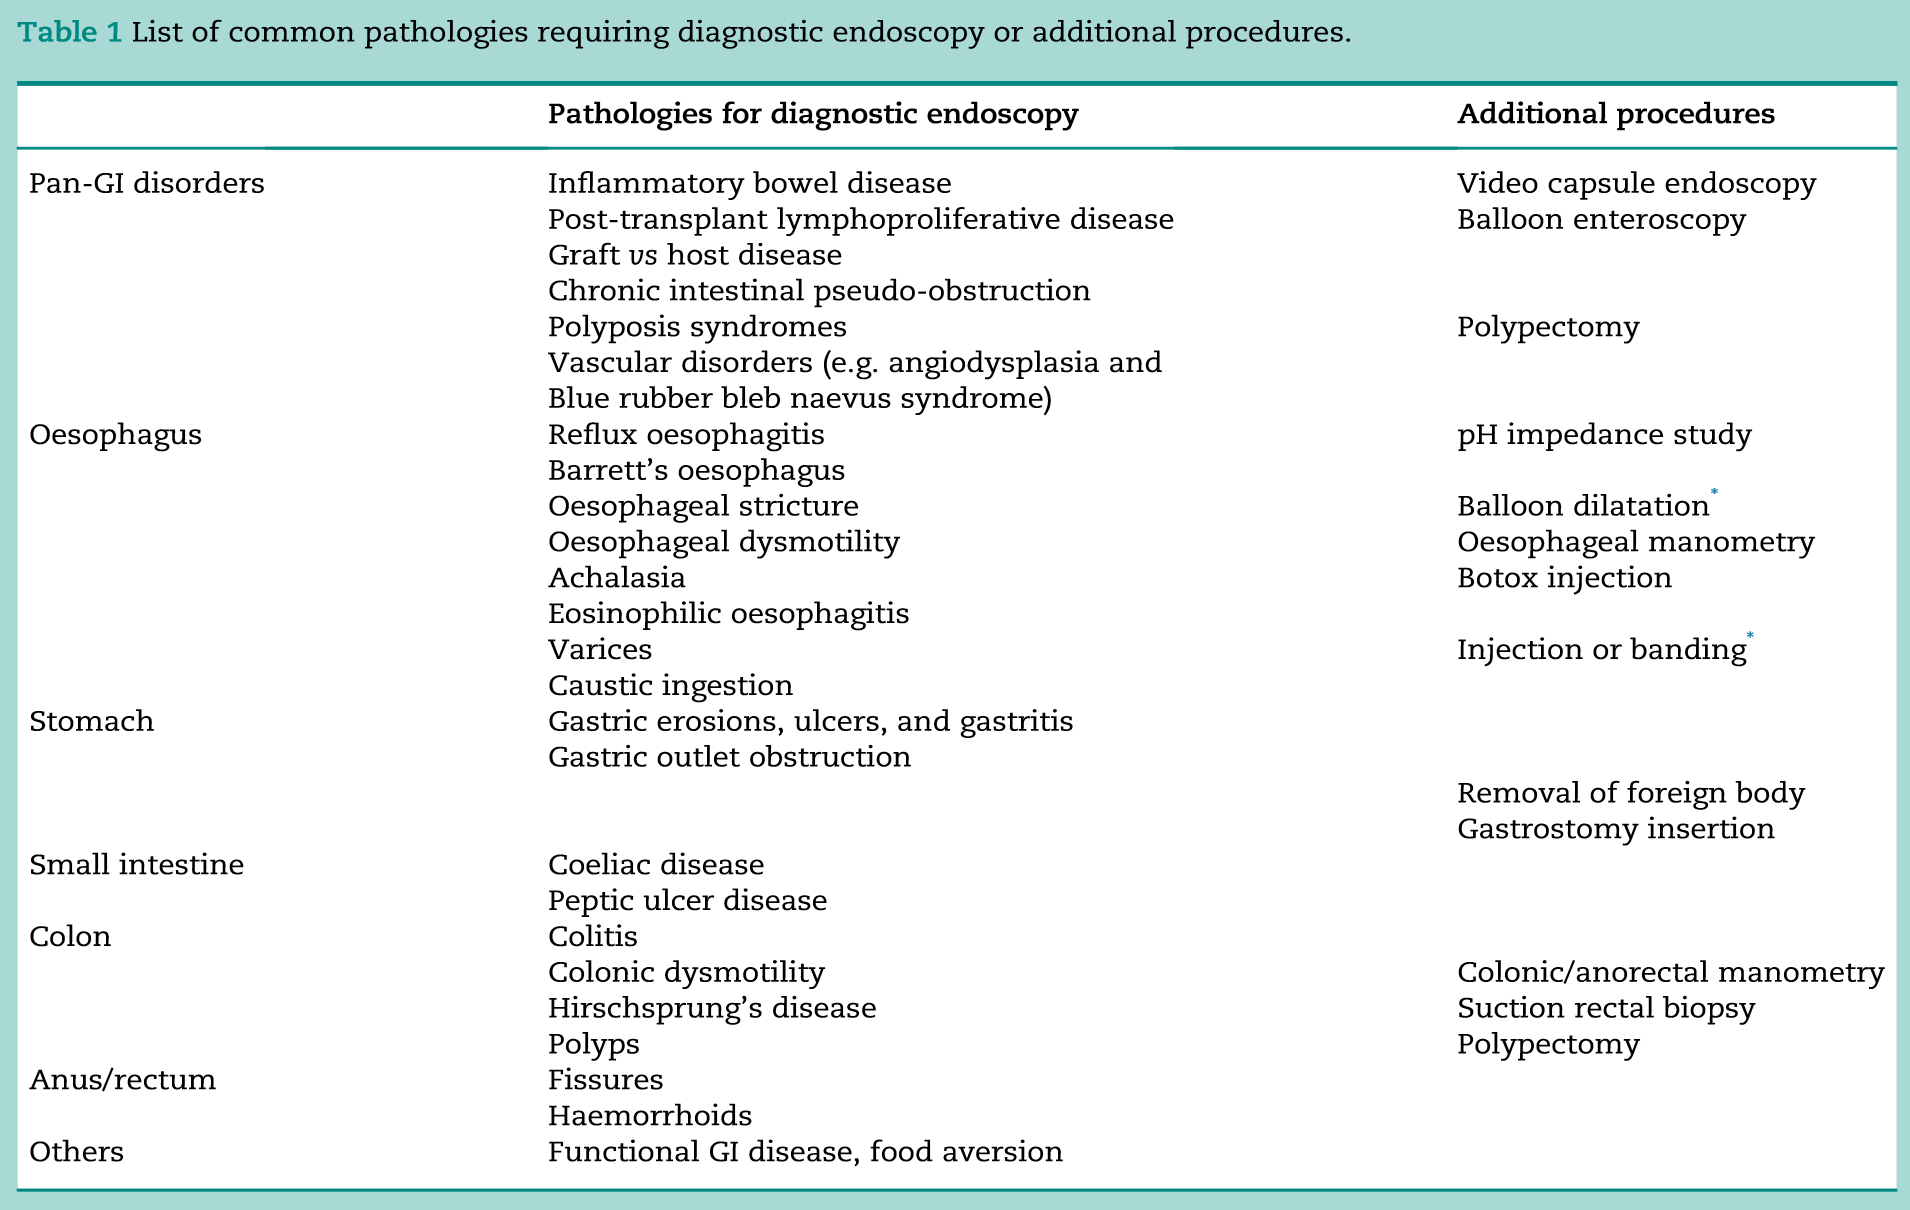 Table 1 List of common pathologies requiring diagnostic endoscopy or additional procedures.
Pathologies for diagnostic endoscopy Additional procedures
Pan-GI disorders Inflammatory bowel disease Video capsule endoscopy
Post-transplant lymphoproliferative disease Balloon enteroscopy
Graft vs host disease
Chronic intestinal pseudo-obstruction
Polyposis syndromes Polypectomy
Vascular disorders (e.g. angiodysplasia and
Blue rubber bleb naevus syndrome)
Oesophagus Reflux oesophagitis pH impedance study
Barrett’s oesophagus
Oesophageal stricture Balloon dilatation*
Oesophageal dysmotility Oesophageal manometry
Achalasia Botox injection
Eosinophilic oesophagitis
Varices Injection or banding*
Caustic ingestion
Stomach Gastric erosions, ulcers, and gastritis
Gastric outlet obstruction
Removal of foreign body
Gastrostomy insertion
Small intestine Coeliac disease
Peptic ulcer disease
Colon Colitis
Colonic dysmotility Colonic/anorectal manometry
Hirschsprung’s disease Suction rectal biopsy
Polyps Polypectomy
Anus/rectum Fissures
Haemorrhoids
Others Functional GI disease, food aversion